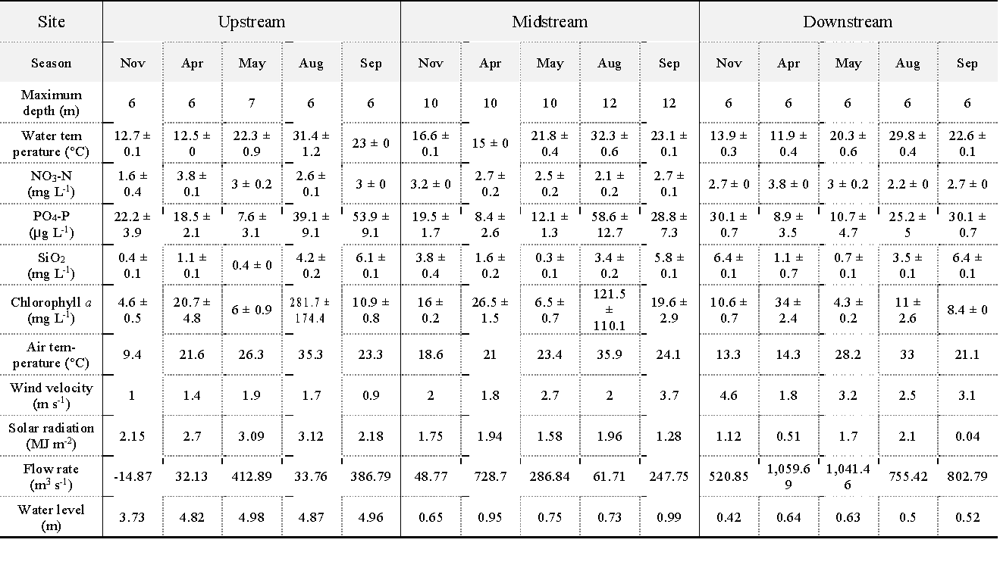 Site Upstream Midstream Downstream
Season Nov Apr May Aug Sep Nov Apr May Aug Sep Nov Apr May Aug Sep
Maximum
depth (m) 6 6 7 6 6 10 10 10 12 12 6 6 6 6 6
Water tem 12.7 ± 12.5 ± 22.3 ± 31.4 ± 23 ± 0 16.6 ± 15 ± 0 21.8 ± 32.3 ± 23.1 ± 13.9 ± 11.9 ± 20.3 ± 29.8 ± 22.6 ±
perature (°C) 0.1 0 0.9 1.2 0.1 0.4 0.6 0.1 0.3 0.4 0.6 0.4 0.1
NO₃-N 1.6 ± 3.8 ± 3 ± 0.2 2.6 ± 3 ± 0 3.2 ± 0 2.7 ± 2.5 ± 2.1 ± 2.7 ± 2.7 ± 0 3.8 ± 0 3 ± 0.2 2.2 ± 0 2.7 ± 0
(mg L⁻¹) 0.4 0.1 0.1 0.2 0.2 0.2 0.1
PO₄-P 22.2 ± 18.5 ± 7.6 ± 39.1 ± 53.9 ± 19.5 ± 8.4 ± 12.1 ± 58.6 ± 28.8 ± 30.1 ± 8.9 ± 10.7 ± 25.2 ± 30.1 ±
(μg L⁻¹) 3.9 2.1 3.1 9.1 9.1 1.7 2.6 1.3 12.7 7.3 0.7 3.5 4.7 5 0.7
SiO₂ 0.4 ± 1.1 ± 0.4 ± 0 4.2 ± 6.1 ± 3.8 ± 1.6 ± 0.3 ± 3.4 ± 5.8 ± 6.4 ± 1.1 ± 0.7 ± 3.5 ± 6.4 ±
(mg L⁻¹) 0.1 0.1 0.2 0.1 0.4 0.2 0.1 0.2 0.1 0.1 0.7 0.1 0.1 0.1
Chlorophyll a 4.6 ± 20.7 ± 6 ± 0.9 281.7 ± 10.9 ± 16 ± 26.5 ± 6.5 ± 121.5 ± 19.6 ± 10.6 ± 34 ± 4.3 ± 11 ± 8.4 ± 0
(mg L⁻¹) 0.5 4.8 174.4 0.8 0.2 1.5 0.7 110.1 2.9 0.7 2.4 0.2 2.6
Air tem-
perature (°C) 9.4 21.6 26.3 35.3 23.3 18.6 21 23.4 35.9 24.1 13.3 14.3 28.2 33 21.1
Wind velocity
(m s⁻¹) 1 1.4 1.9 1.7 0.9 2 1.8 2.7 2 3.7 4.6 1.8 3.2 2.5 3.1
Solar radiation
(MJ m⁻²) 2.15 2.7 3.09 3.12 2.18 1.75 1.94 1.58 1.96 1.28 1.12 0.51 1.7 2.1 0.04
Flow rate -14.87 32.13 412.89 33.76 386.79 48.77 728.7 286.84 61.71 247.75 520.85 1,059.6 1,041.4 755.42 802.79
(m³ s⁻¹) 9 6
Water level
(m) 3.73 4.82 4.98 4.87 4.96 0.65 0.95 0.75 0.73 0.99 0.42 0.64 0.63 0.5 0.52